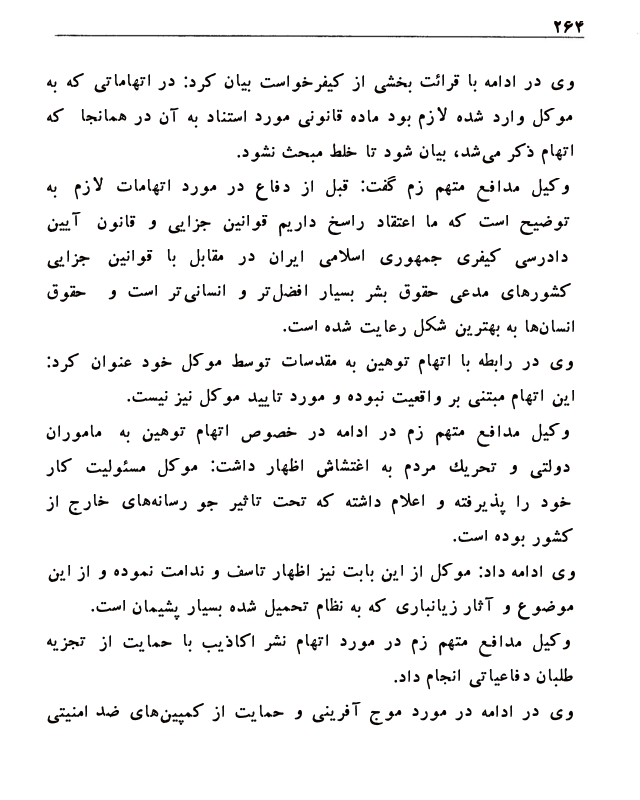 ۲۶۴
وی در ادامه با قرائت بخشی از کیفرخواست بیان کرد: در اتهاماتی که به
موکل وارد شده لازم بود ماده قانونی مورد استناد به آن در همانجا که
اتهام ذکر می‌شد، بیان شود تا خلط مبحث نشود.
وکیل مدافع متهم زم گفت: قبل از دفاع در مورد اتهامات لازم به
توضیح است که ما اعتقاد راسخ داریم قوانین جزایی و قانون آیین
دادرسی کیفری جمهوری اسلامی ایران در مقابل با قوانین جزایی
کشورهای مدعی حقوق بشر بسیار افضل‌تر و انسانی‌تر است و حقوق
انسان‌ها به بهترین شکل رعایت شده است.
وی در رابطه با اتهام توهین به مقدسات توسط موکل خود عنوان کرد:
این اتهام مبتنی بر واقعیت نبوده و مورد تایید موکل نیز نیست.
وکیل مدافع متهم زم در ادامه در خصوص اتهام توهین به ماموران
دولتی و تحریك مردم به اغتشاش اظهار داشت: موکل مسئولیت کار
خود را پذیرفته و اعلام داشته که تحت تاثیر جو رسانه‌های خارج از
کشور بوده است.
وی ادامه داد: موکل از این بابت نیز اظهار تاسف و ندامت نموده و از این
موضوع و آثار زیانباری که به نظام تحمیل شده بسیار پشیمان است.
وکیل مدافع متهم زم در مورد اتهام نشر اکاذیب با حمایت از تجزیه
طلبان دفاعیاتی انجام داد.
وی در ادامه در مورد موج آفرینی و حمایت از کمپین‌های ضد امنیتی